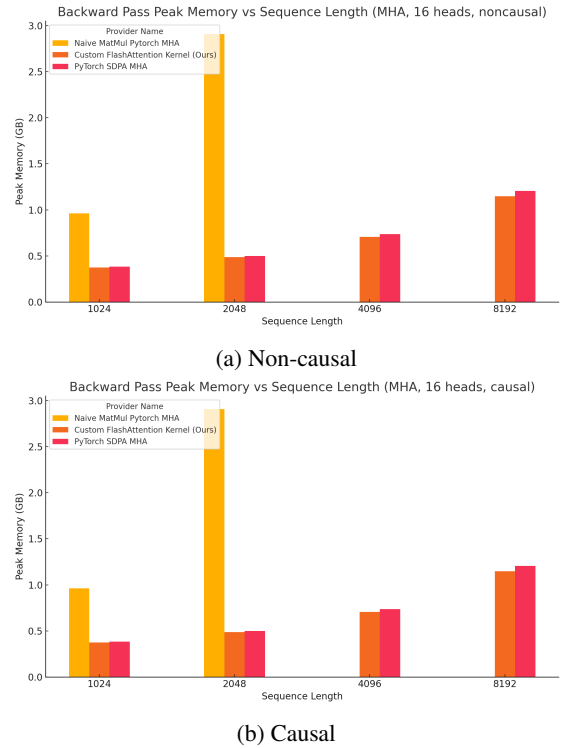 Backward Pass Peak Memory vs Sequence Length (MHA, 16 heads, noncausal)
3.0
Provider Name
Naive MatMul Pytorch MHA
Custom FlashAttention Kernel (Ours)
PyTorch SDPA MHA
2.5
2.0
1.5
Peak Memory (GB)
1.0
0.5
0.0
1024 2048 4096 8192
Sequence Length
(a) Non-causal
Backward Pass Peak Memory vs Sequence Length (MHA, 16 heads, causal)
3.0
Provider Name
Naive MatMul Pytorch MHA
Custom FlashAttention Kernel (Ours)
PyTorch SDPA MHA
2.5
2.0
1.5
Peak Memory (GB)
1.0
0.5
0.0
1024 2048 4096 8192
Sequence Length
(b) Causal